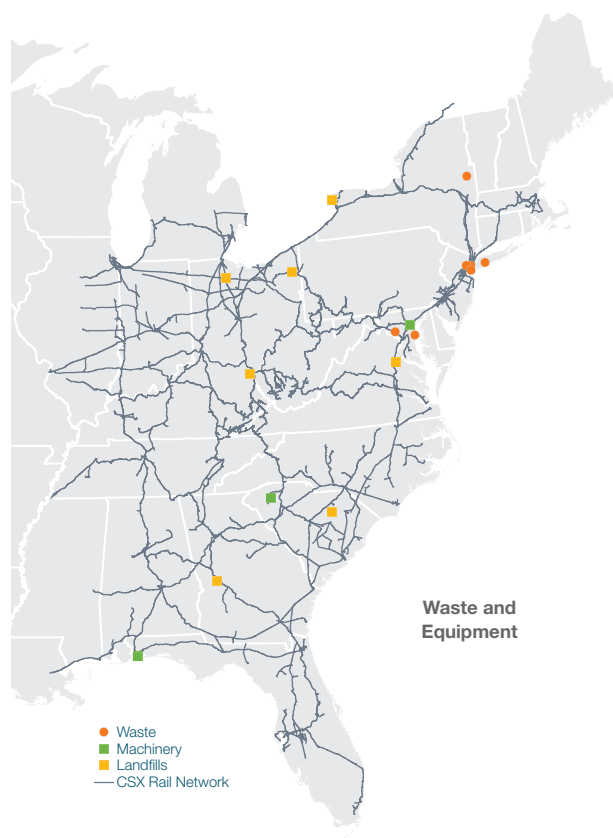 Waste and
Equipment
Waste
Machinery
Landfills
CSX Rail Network